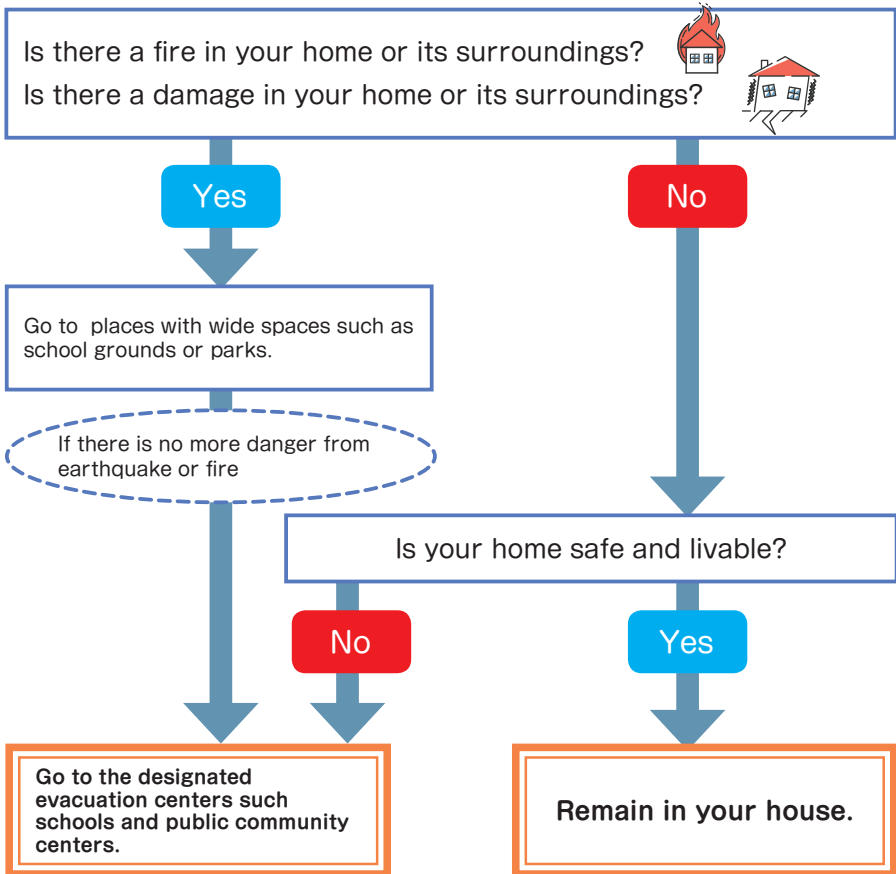 Is there a fire in your home or its surroundings?
Is there a damage in your home or its surroundings?
Yes
No
Go to places with wide spaces such as
school grounds or parks.
If there is no more danger from
earthquake or fire
Is your home safe and livable?
No
Yes
Go to the designated
evacuation centers such
schools and public community
centers.
Remain in your house.